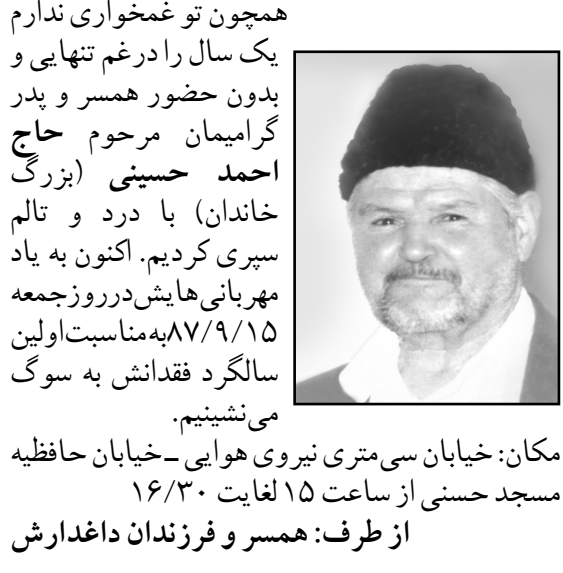 همچون تو غمخواری ندارم
یک سال را درغم تنهایی و
بدون حضور همسر و پدر
گرامیمان مرحوم حاج
احمد حسینی (بزرگ
خاندان) با درد و تالم
سپری کردیم. اکنون به یاد
مهربانی‌هایش‌درروزجمعه
۸۷/۹/۱۵به‌مناسبت‌اولین
سالگرد فقدانش به سوگ
می‌نشینیم.
مکان: خیابان سی‌متری نیروی هوایی ـ خیابان حافظیه
مسجد حسنی از ساعت ۱۵ لغایت ۱۶/۳۰
از طرف: همسر و فرزندان داغدارش